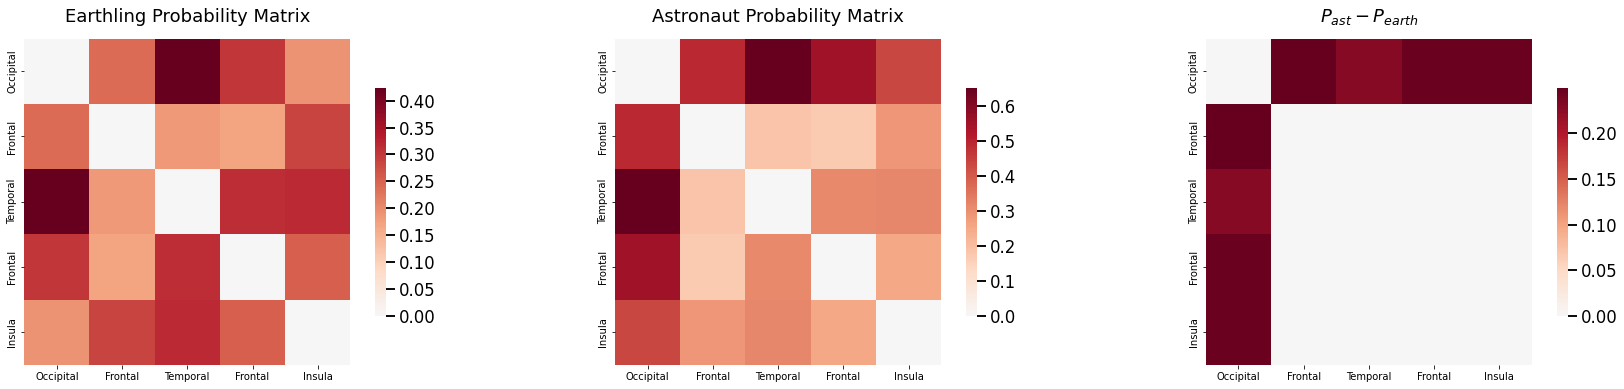 Earthling Probability Matrix
Occipital
Frontal
Temporal
Frontal
Insula
Occipital Frontal Temporal Frontal Insula
0.40
0.35
0.30
0.25
0.20
0.15
0.10
0.05
0.00
Astronaut Probability Matrix
Occipital
Frontal
Temporal
Frontal
Insula
Occipital Frontal Temporal Frontal Insula
0.6
0.5
0.4
0.3
0.2
0.1
0.0
P_ast − P_earth
Occipital
Frontal
Temporal
Frontal
Insula
Occipital Frontal Temporal Frontal Insula
0.20
0.15
0.10
0.05
0.00